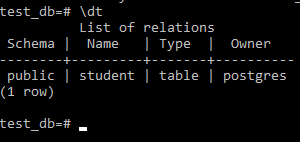 test_db=# \dt
List of relations
Schema | Name | Type | Owner
--------+---------+-------+----------
public | student | table | postgres
(1 row)
test_db=#